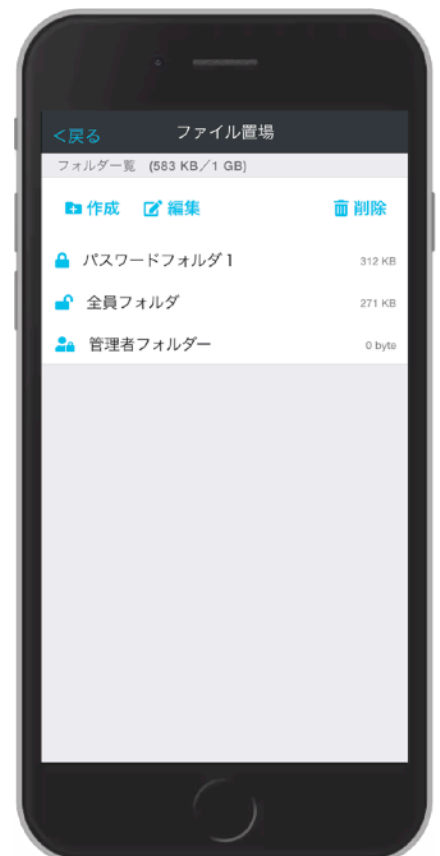 <戻る ファイル置場
フォルダ一覧 (583 KB/1 GB)
作成 編集 削除
パスワードフォルダ1 312 KB
全員フォルダ 271 KB
管理者フォルダー 0 byte